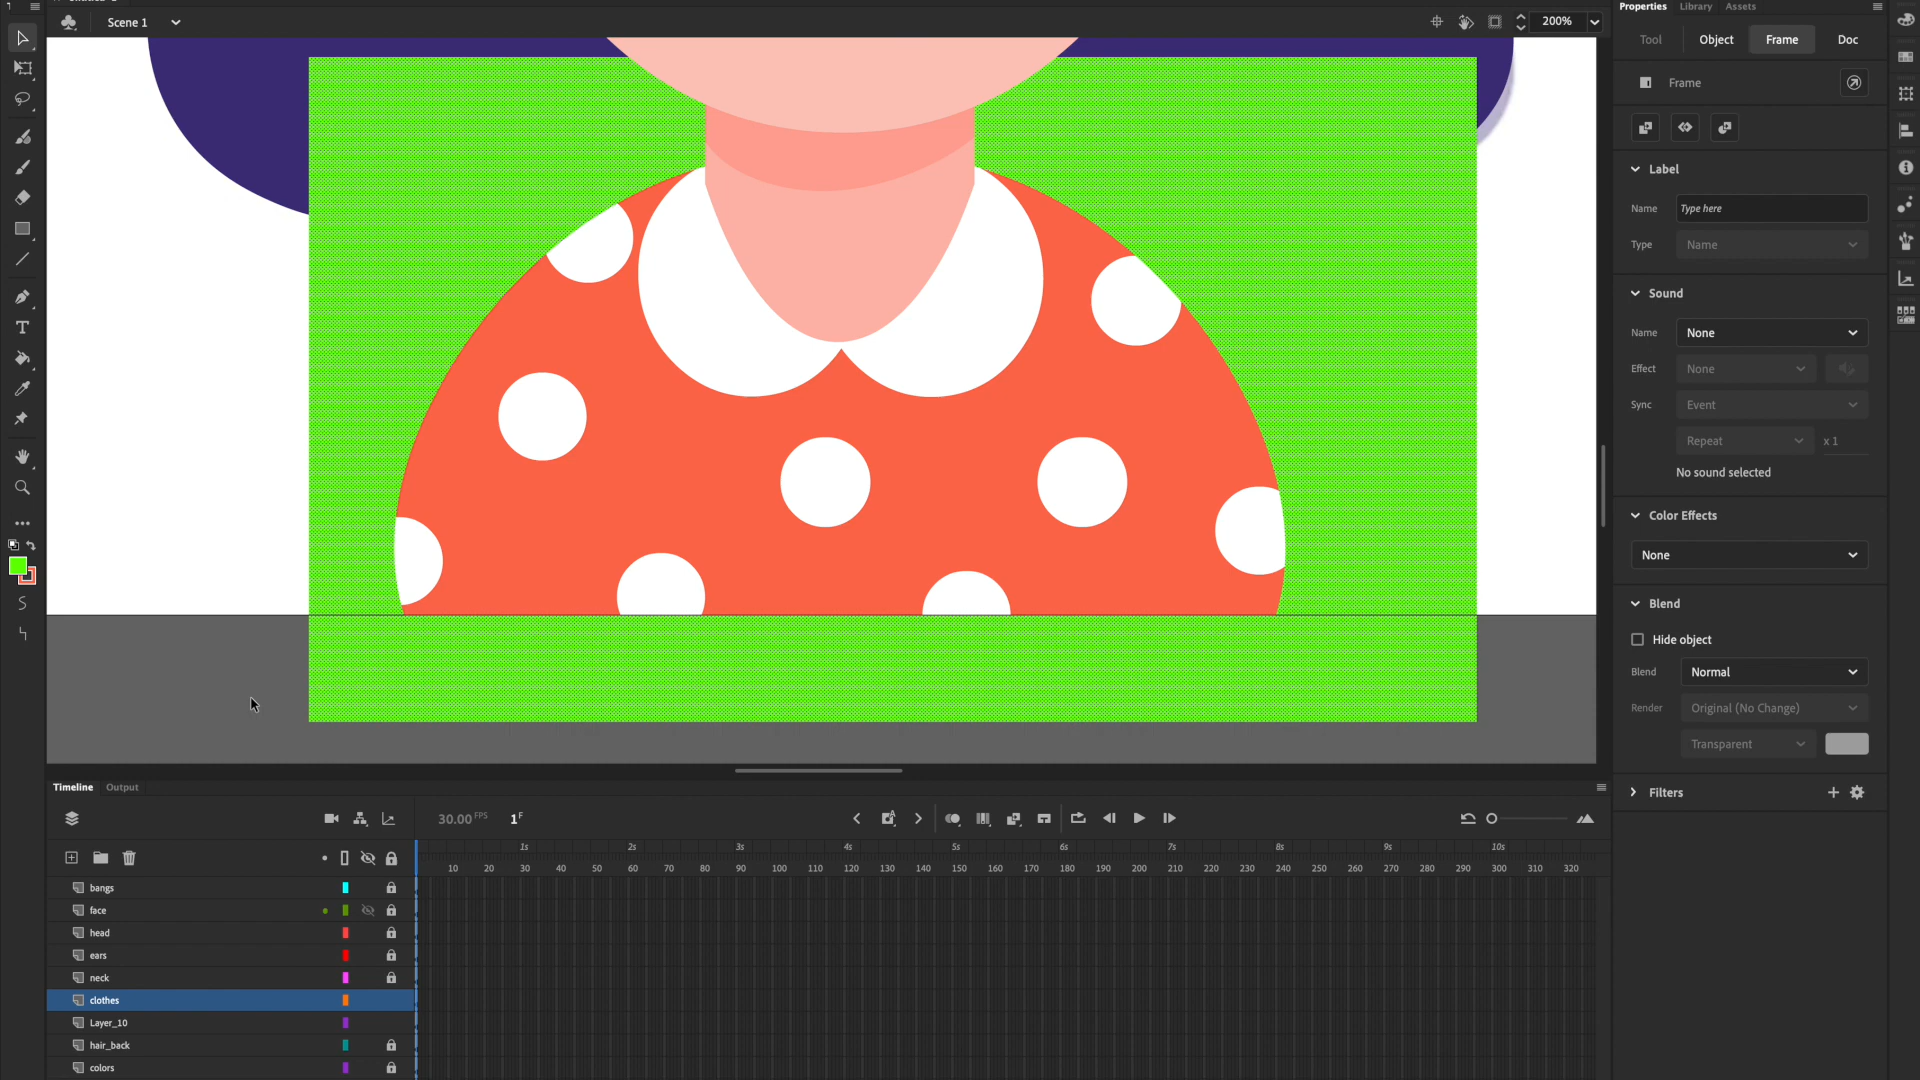 Scene 1
200%
Properties
Library
Assets
Tool
Object
Frame
Doc
Frame
Label
Name
Type here
Type
Name
Sound
Name
None
Effect
None
Sync
Event
Repeat
x 1
No sound selected
Color Effects
None
Blend
Hide object
Blend
Normal
Render
Original (No Change)
Transparent
Filters
Timeline
Output
30.00 FPS
1 F
1s 2s 3s 4s 5s 6s 7s 8s 9s 10s
10 20 30 40 50 60 70 80 90 100 110 120 130 140 150 160 170 180 190 200 210 220 230 240 250 260 270 280 290 300 310 320
bangs
face
head
ears
neck
clothes
Layer_10
hair_back
colors